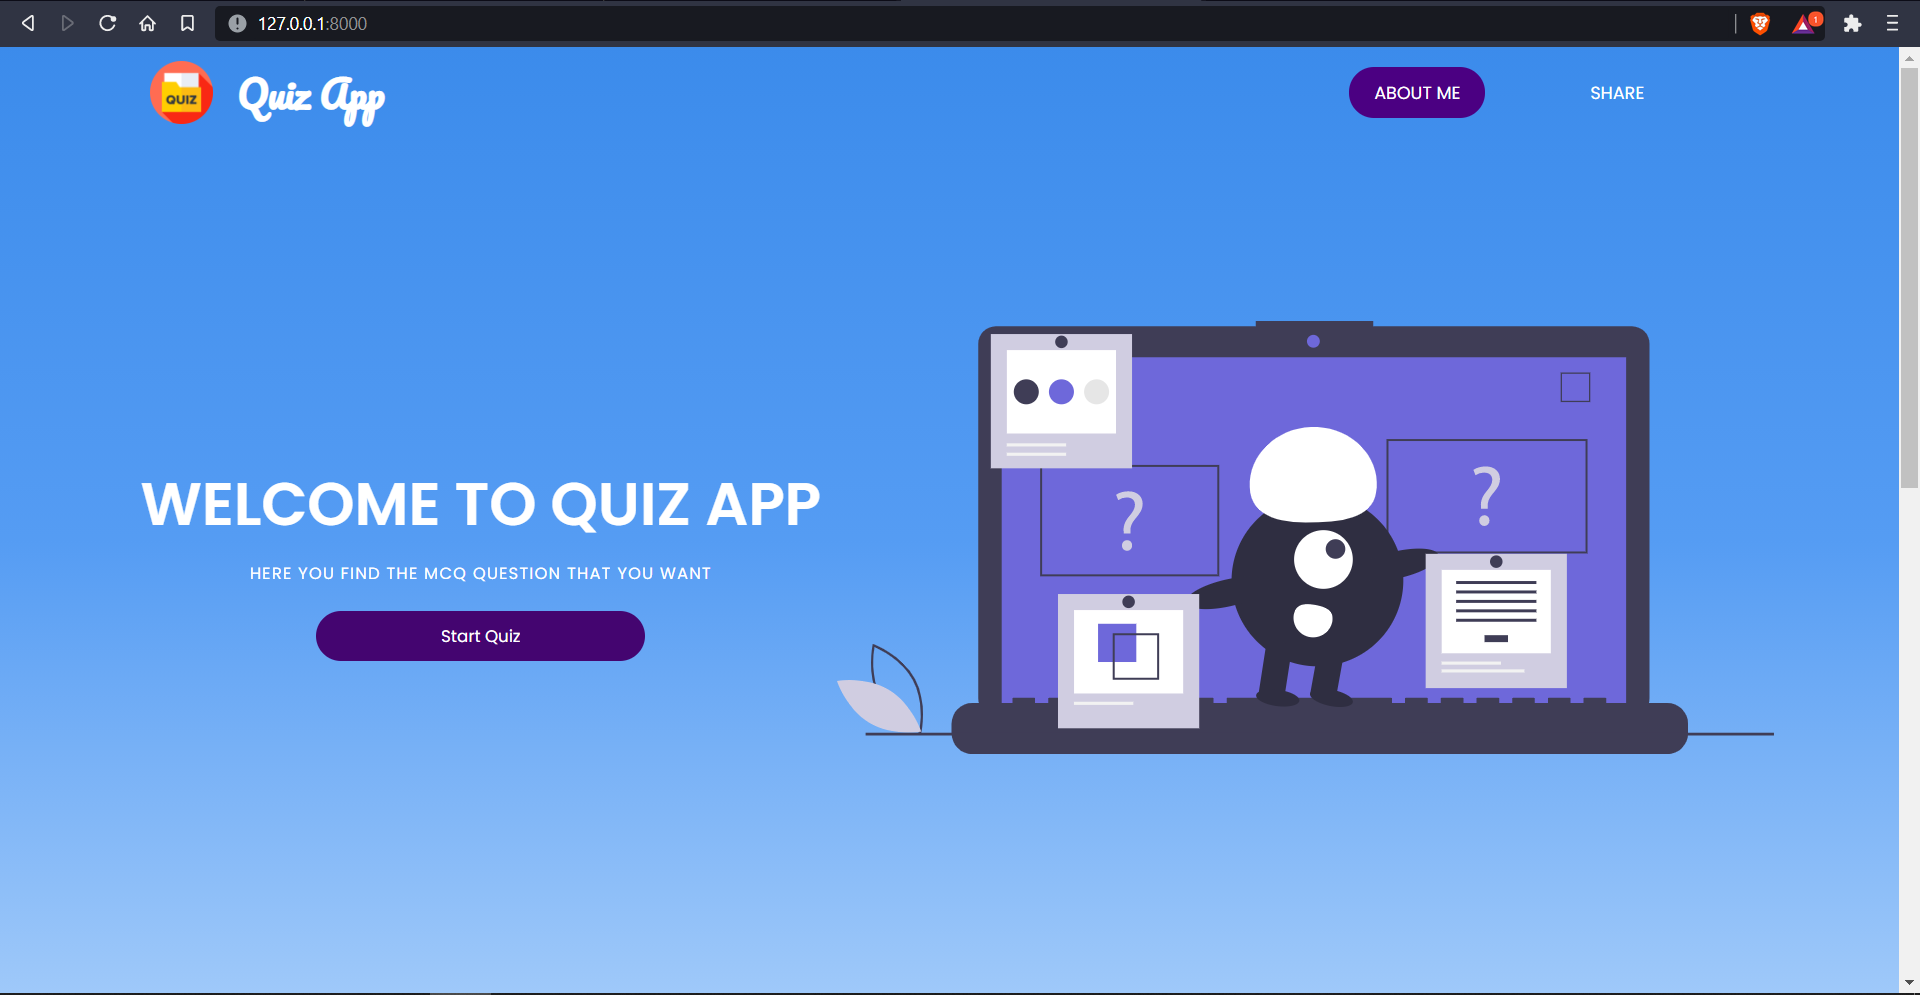 127.0.0.1:8000
1
QUIZ
Quiz App
ABOUT ME
SHARE
WELCOME TO QUIZ APP
HERE YOU FIND THE MCQ QUESTION THAT YOU WANT
Start Quiz
?
?